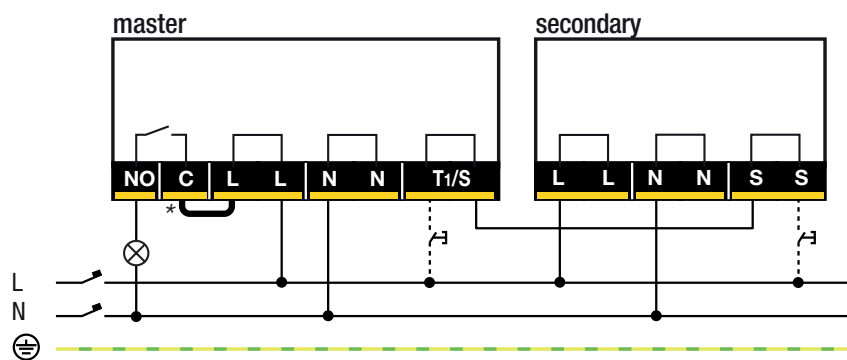 master secondary
NO C L L N N T1/S L L N N S S
*
L
N